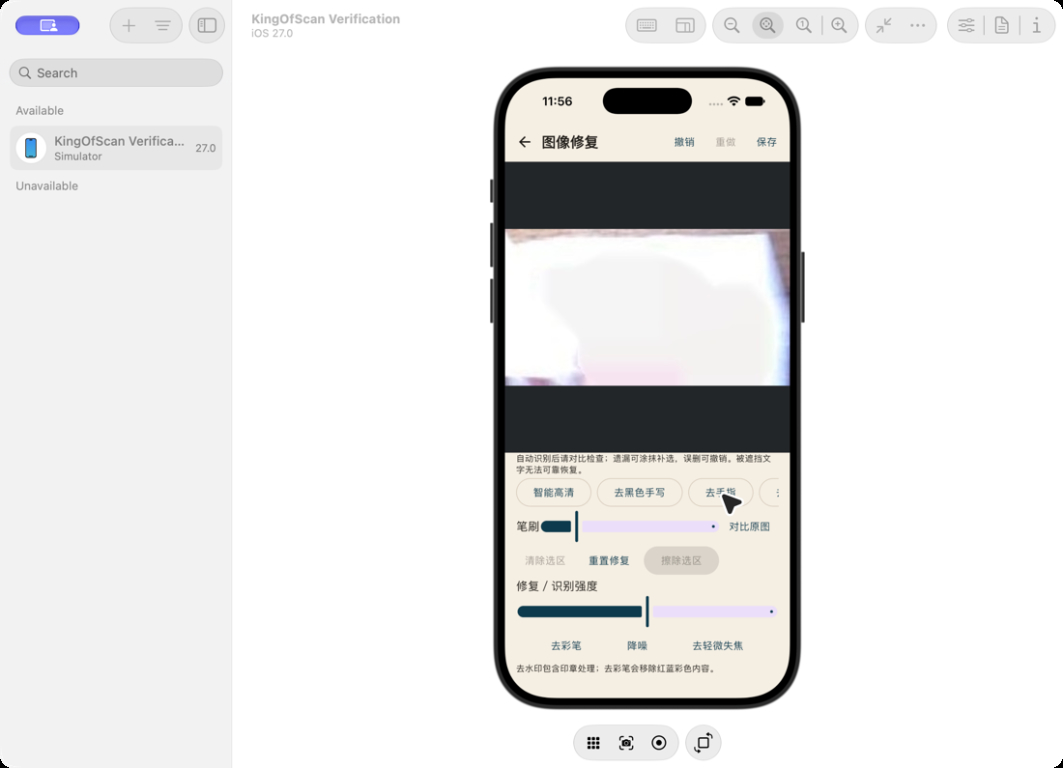 KingOfScan Verification
iOS 27.0
Search
Available
KingOfScan Verifica...
Simulator
27.0
Unavailable
11:56
图像修复
撤销
重做
保存
自动识别后请对比检查；遗漏可涂抹补选，误删可撤销。被遮挡文
字无法可靠恢复。
智能高清
去黑色手写
去手指
笔刷
对比原图
清除选区
重置修复
擦除选区
修复 / 识别强度
去彩笔
降噪
去轻微失焦
去水印包含印章处理；去彩笔会移除红蓝彩色内容。